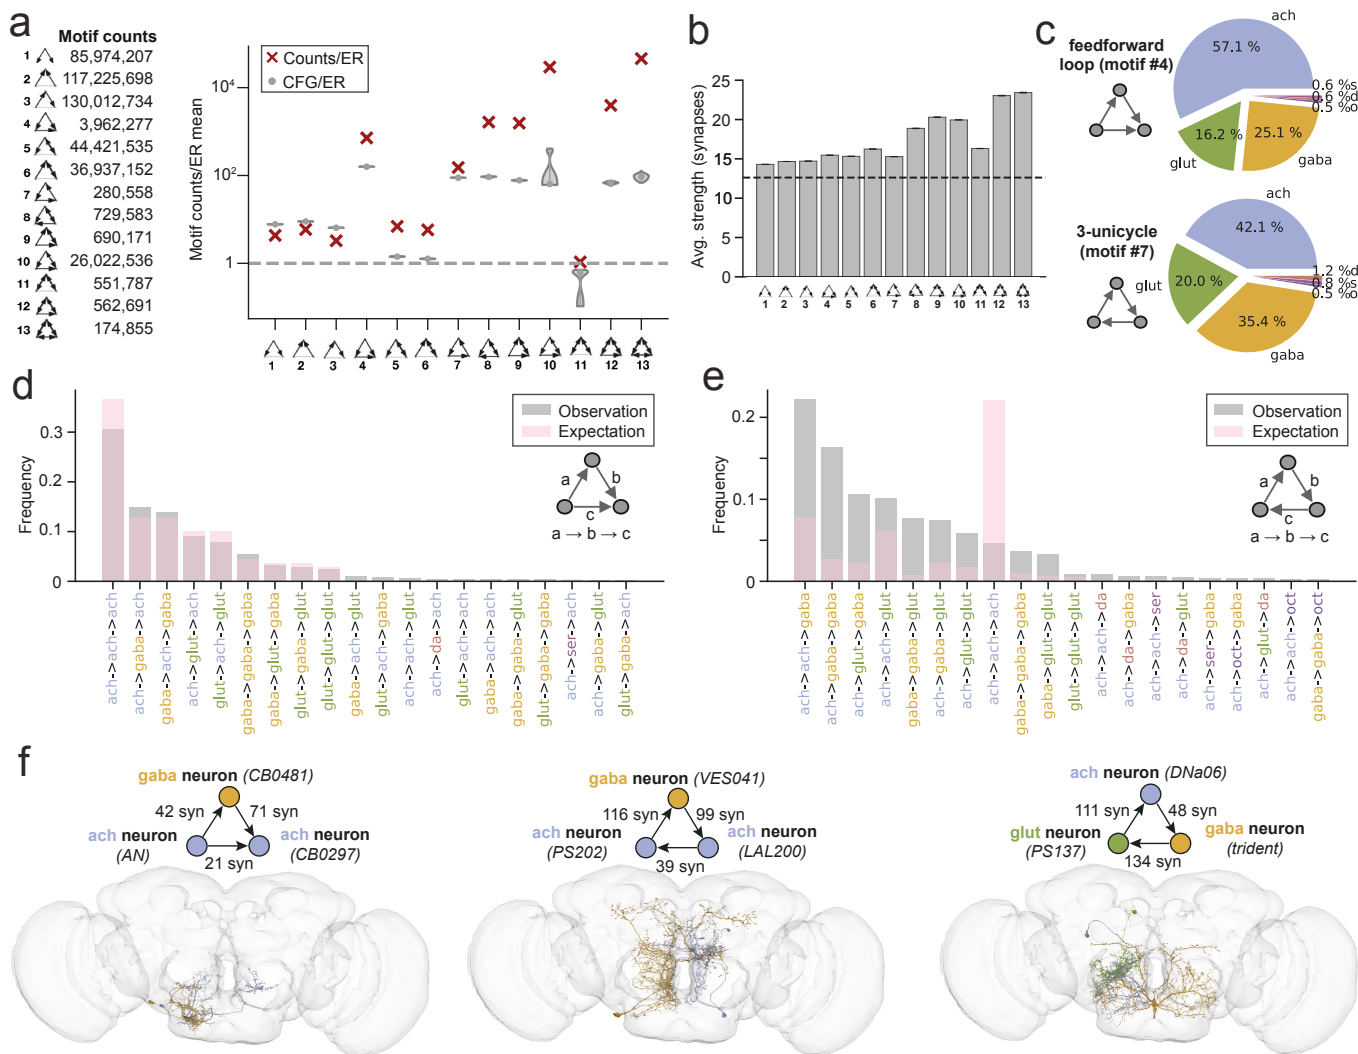 a
Motif counts
1 85,974,207
2 117,225,698
3 130,012,734
4 3,962,277
5 44,421,535
6 36,937,152
7 280,558
8 729,583
9 690,171
10 26,022,536
11 551,787
12 562,691
13 174,855
Motif counts/ER mean
10⁴
10²
1
Counts/ER
CFG/ER
1 2 3 4 5 6 7 8 9 10 11 12 13
b
Avg. strength (synapses)
25
20
15
10
5
0
1 2 3 4 5 6 7 8 9 10 11 12 13
c
feedforward
loop (motif #4)
ach
57.1 %
0.6 %s
0.6 %d
0.5 %o
16.2 %
25.1 %
glut
gaba
3-unicycle
(motif #7)
ach
42.1 %
1.2 %d
0.8 %s
0.5 %o
glut
20.0 %
35.4 %
gaba
d
Frequency
0.3
0.1
0
Observation
Expectation
a
b
c
a → b → c
ach->ach->ach
ach->gaba->ach
gaba->ach->gaba
ach->glut->ach
glut->ach->glut
gaba->gaba->gaba
gaba->glut->gaba
glut->gaba->glut
glut->glut->glut
gaba->ach->glut
glut->ach->gaba
ach->ach->glut
ach->da->ach
glut->ach->ach
gaba->ach->ach
gaba->gaba->glut
glut->gaba->gaba
ach->ser->ach
ach->gaba->glut
glut->gaba->ach
e
Frequency
0.2
0.1
0
Observation
Expectation
a
b
c
a → b → c
ach->ach->gaba
ach->gaba->gaba
ach->glut->gaba
ach->ach->glut
gaba->gaba->glut
ach->gaba->glut
ach->glut->glut
ach->ach->ach
gaba->gaba->gaba
gaba->glut->glut
glut->glut->glut
ach->ach->da
ach->da->gaba
ach->ach->ser
ach->da->glut
ach->ser->gaba
ach->oct->gaba
ach->glut->da
ach->ach->oct
gaba->gaba->oct
f
gaba neuron (CB0481)
42 syn
71 syn
ach neuron
(AN)
ach neuron
(CB0297)
21 syn
gaba neuron (VES041)
116 syn
99 syn
ach neuron
(PS202)
ach neuron
(LAL200)
39 syn
ach neuron (DNa06)
111 syn
48 syn
glut neuron
(PS137)
gaba neuron
(trident)
134 syn